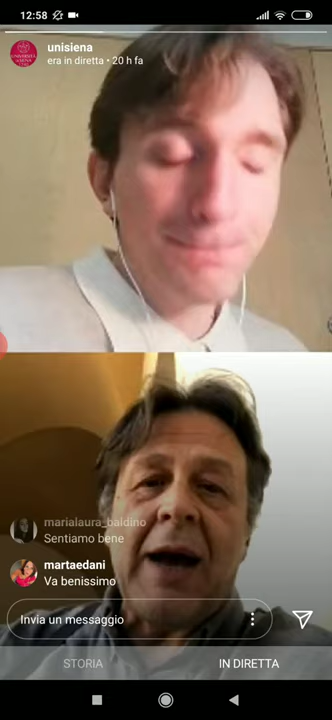 12:58
unisiena
era in diretta • 20 h fa
marialaura_baldino
Sentiamo bene
martaedani
Va benissimo
Invia un messaggio
STORIA
IN DIRETTA